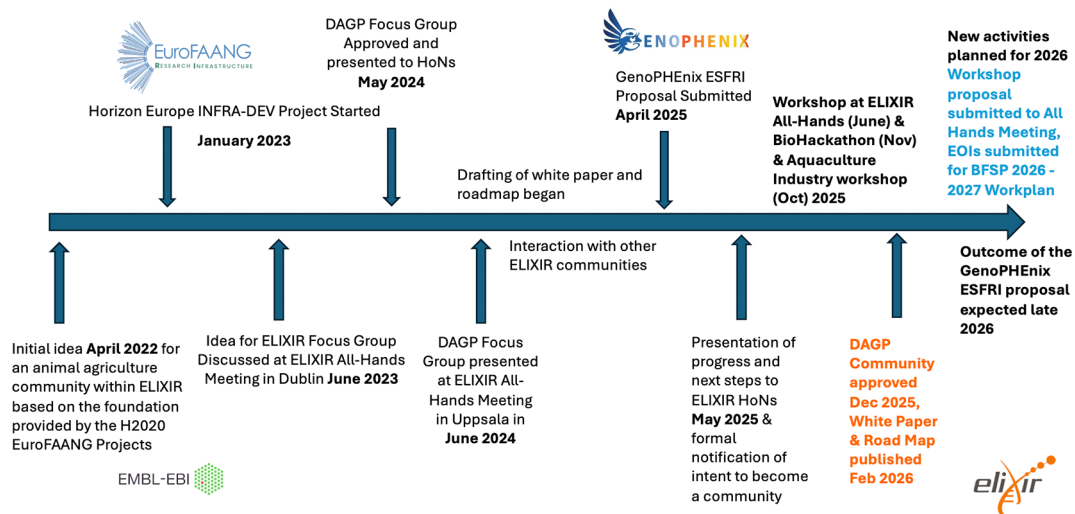 EUROFAANG
RESEARCH INFRASTRUCTURE
Horizon Europe INFRA-DEV Project Started
January 2023
DAGP Focus Group
Approved and
presented to HoNs
May 2024
Drafting of white paper and
roadmap began
GENOPHENIX
GenoPHEnix ESFRI
Proposal Submitted
April 2025
Workshop at ELIXIR
All-Hands (June) &
BioHackathon (Nov)
& Aquaculture
Industry workshop
(Oct) 2025
New activities
planned for 2026
Workshop
proposal
submitted to All
Hands Meeting,
EOIs submitted
for BFSP 2026 -
2027 Workplan
Initial idea April 2022 for
an animal agriculture
community within ELIXIR
based on the foundation
provided by the H2020
EuroFAANG Projects
EMBL-EBI
Idea for ELIXIR Focus Group
Discussed at ELIXIR All-Hands
Meeting in Dublin June 2023
DAGP Focus
Group presented
at ELIXIR All-
Hands Meeting
in Uppsala in
June 2024
Interaction with other
ELIXIR communities
Presentation of
progress and
next steps to
ELIXIR HoNs
May 2025 &
formal
notification of
intent to become
a community
DAGP
Community
approved
Dec 2025,
White Paper
& Road Map
published
Feb 2026
Outcome of the
GenoPHEnix
ESFRI proposal
expected late
2026
elixir